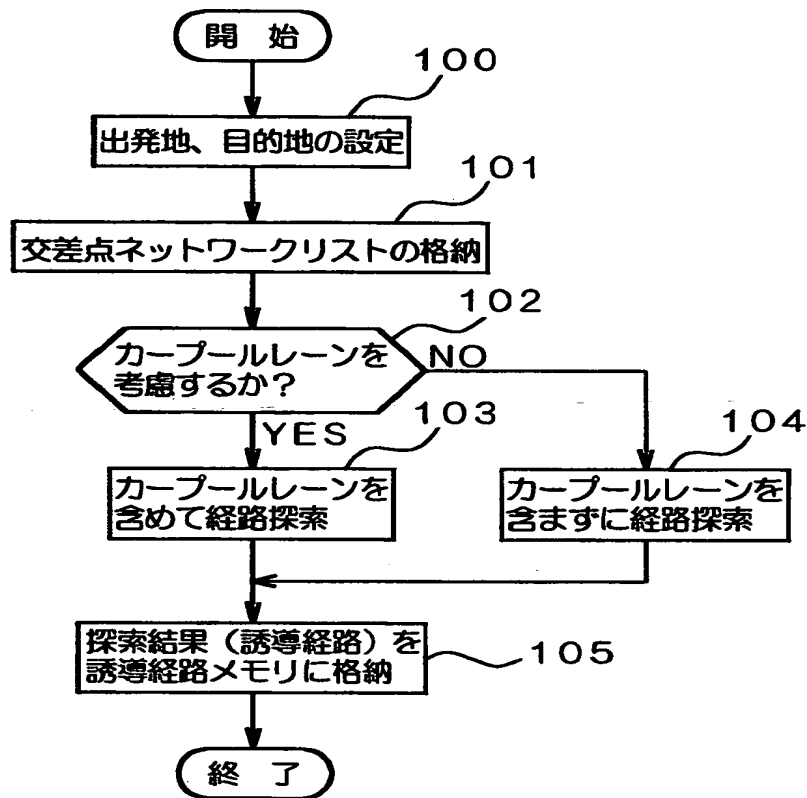 開 始
100
出発地、目的地の設定
101
交差点ネットワークリストの格納
102
カープールレーンを
考慮するか?
NO
YES
103
カープールレーンを
含めて経路探索
104
カープールレーンを
含まずに経路探索
探索結果(誘導経路)を
誘導経路メモリに格納
105
終 了